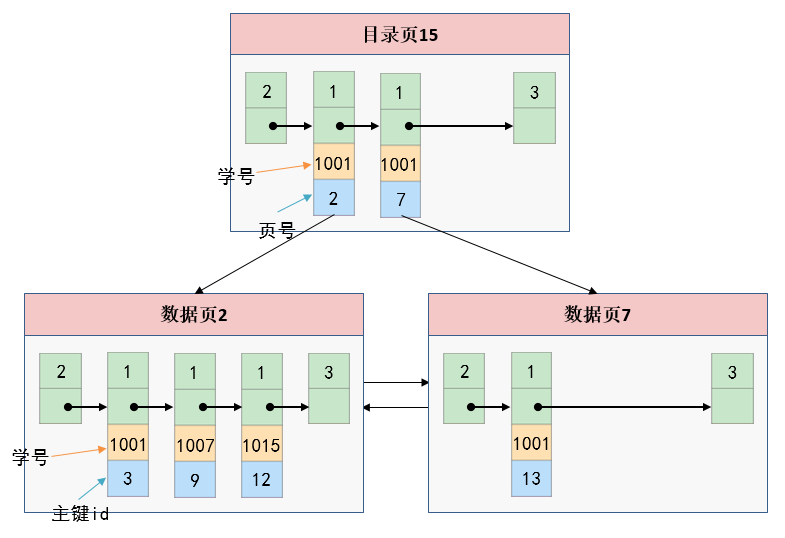 目录页15
2 1 1 3
学号 1001 1001
页号 2 7
数据页2
2 1 1 1 3
学号 1001 1007 1015
主键id 3 9 12
数据页7
2 1 3
1001
13